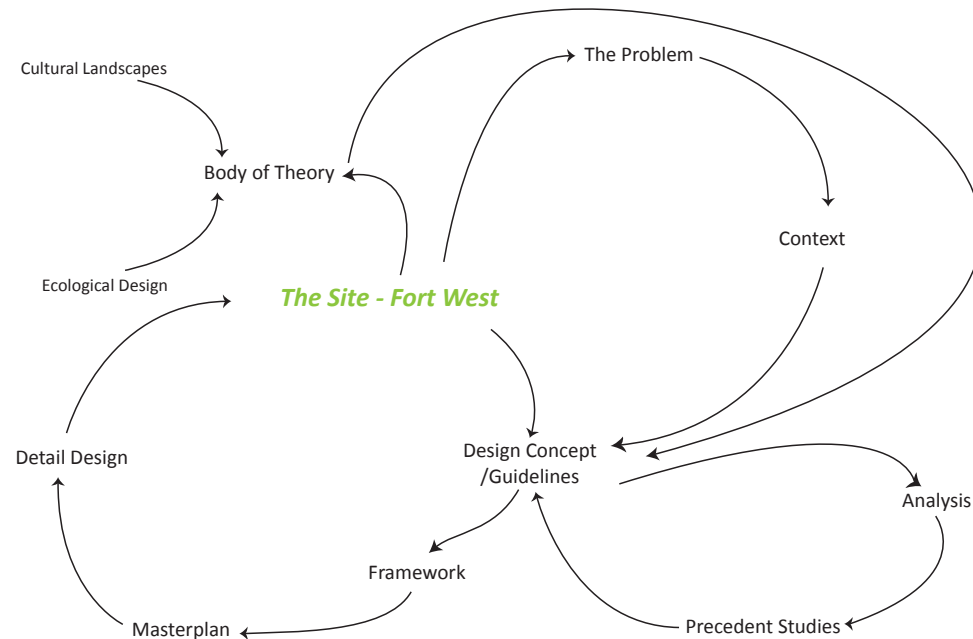 The Problem
Cultural Landscapes
Body of Theory
Context
Ecological Design
The Site - Fort West
Design Concept
/Guidelines
Detail Design
Analysis
Framework
Masterplan
Precedent Studies